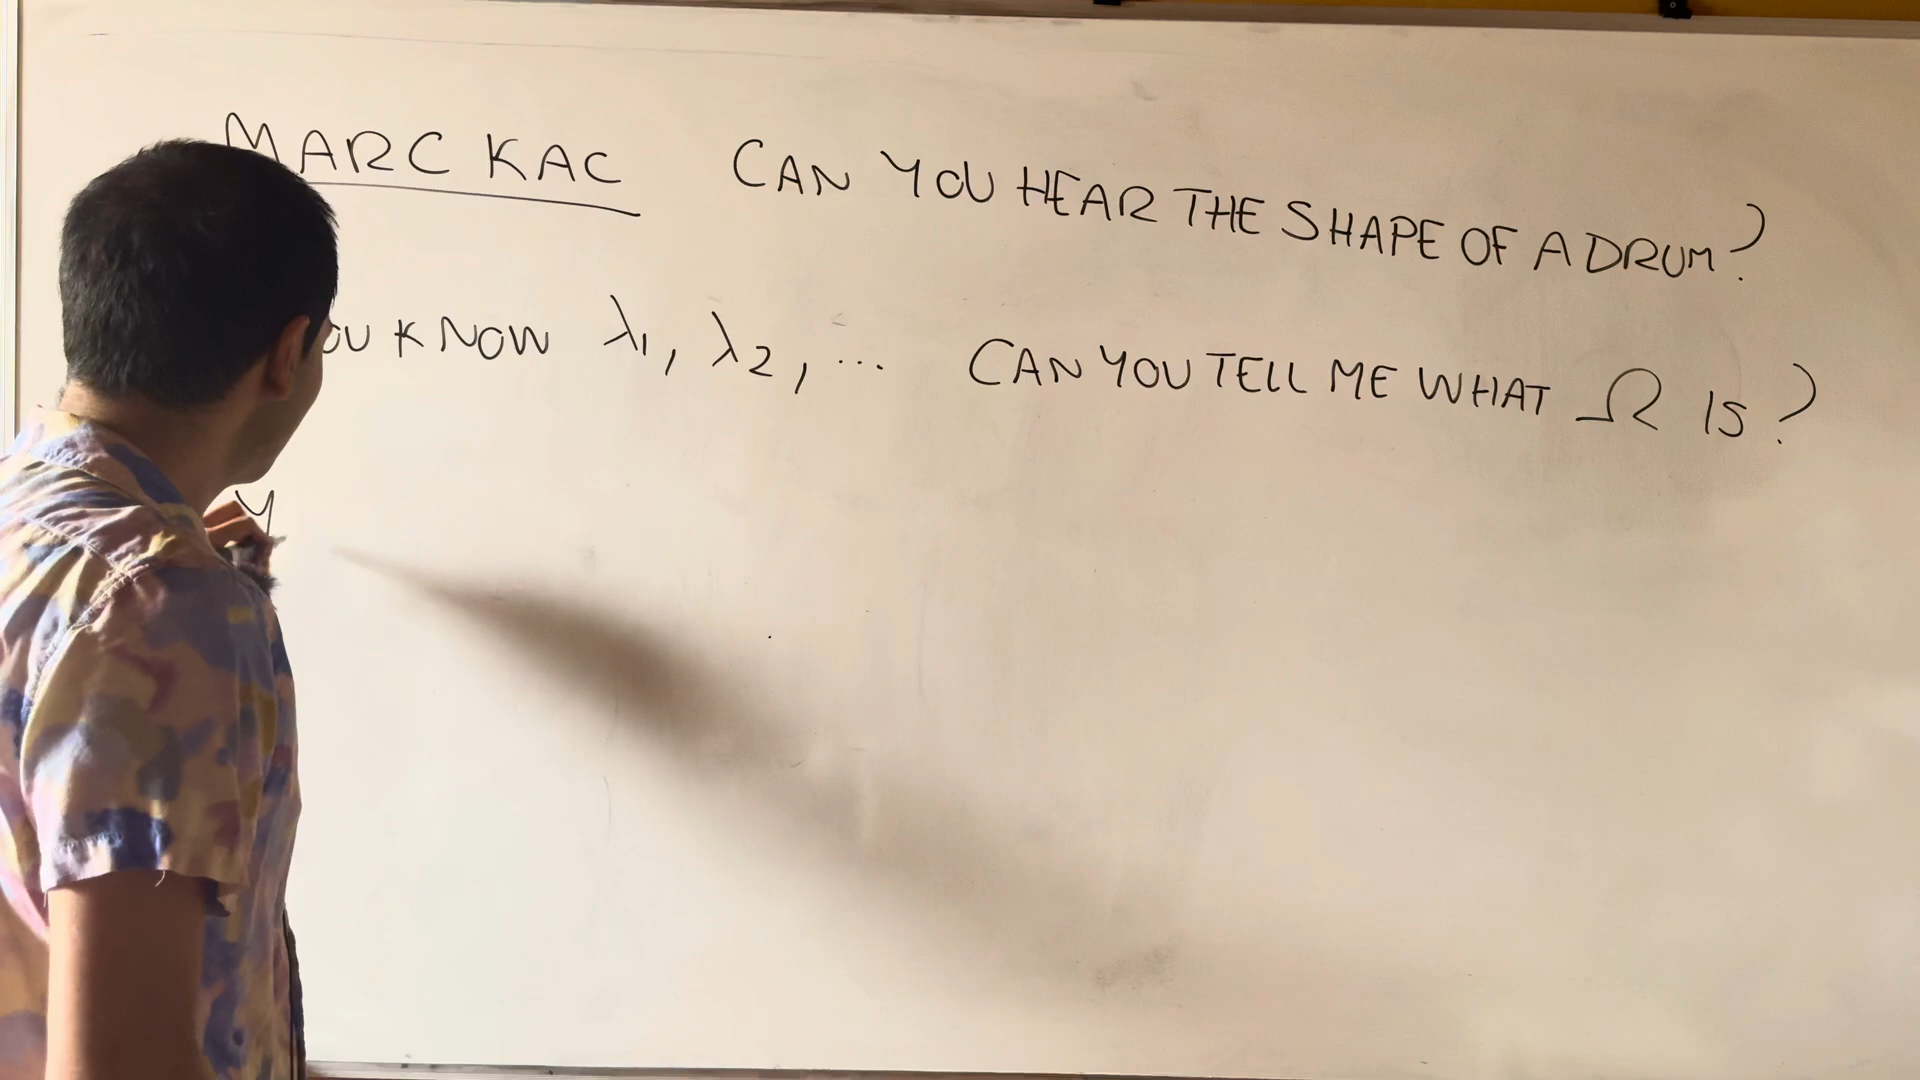 MARC KAC CAN YOU HEAR THE SHAPE OF A DRUM?
OU KNOW λ1, λ2, ... CAN YOU TELL ME WHAT Ω IS?
Y